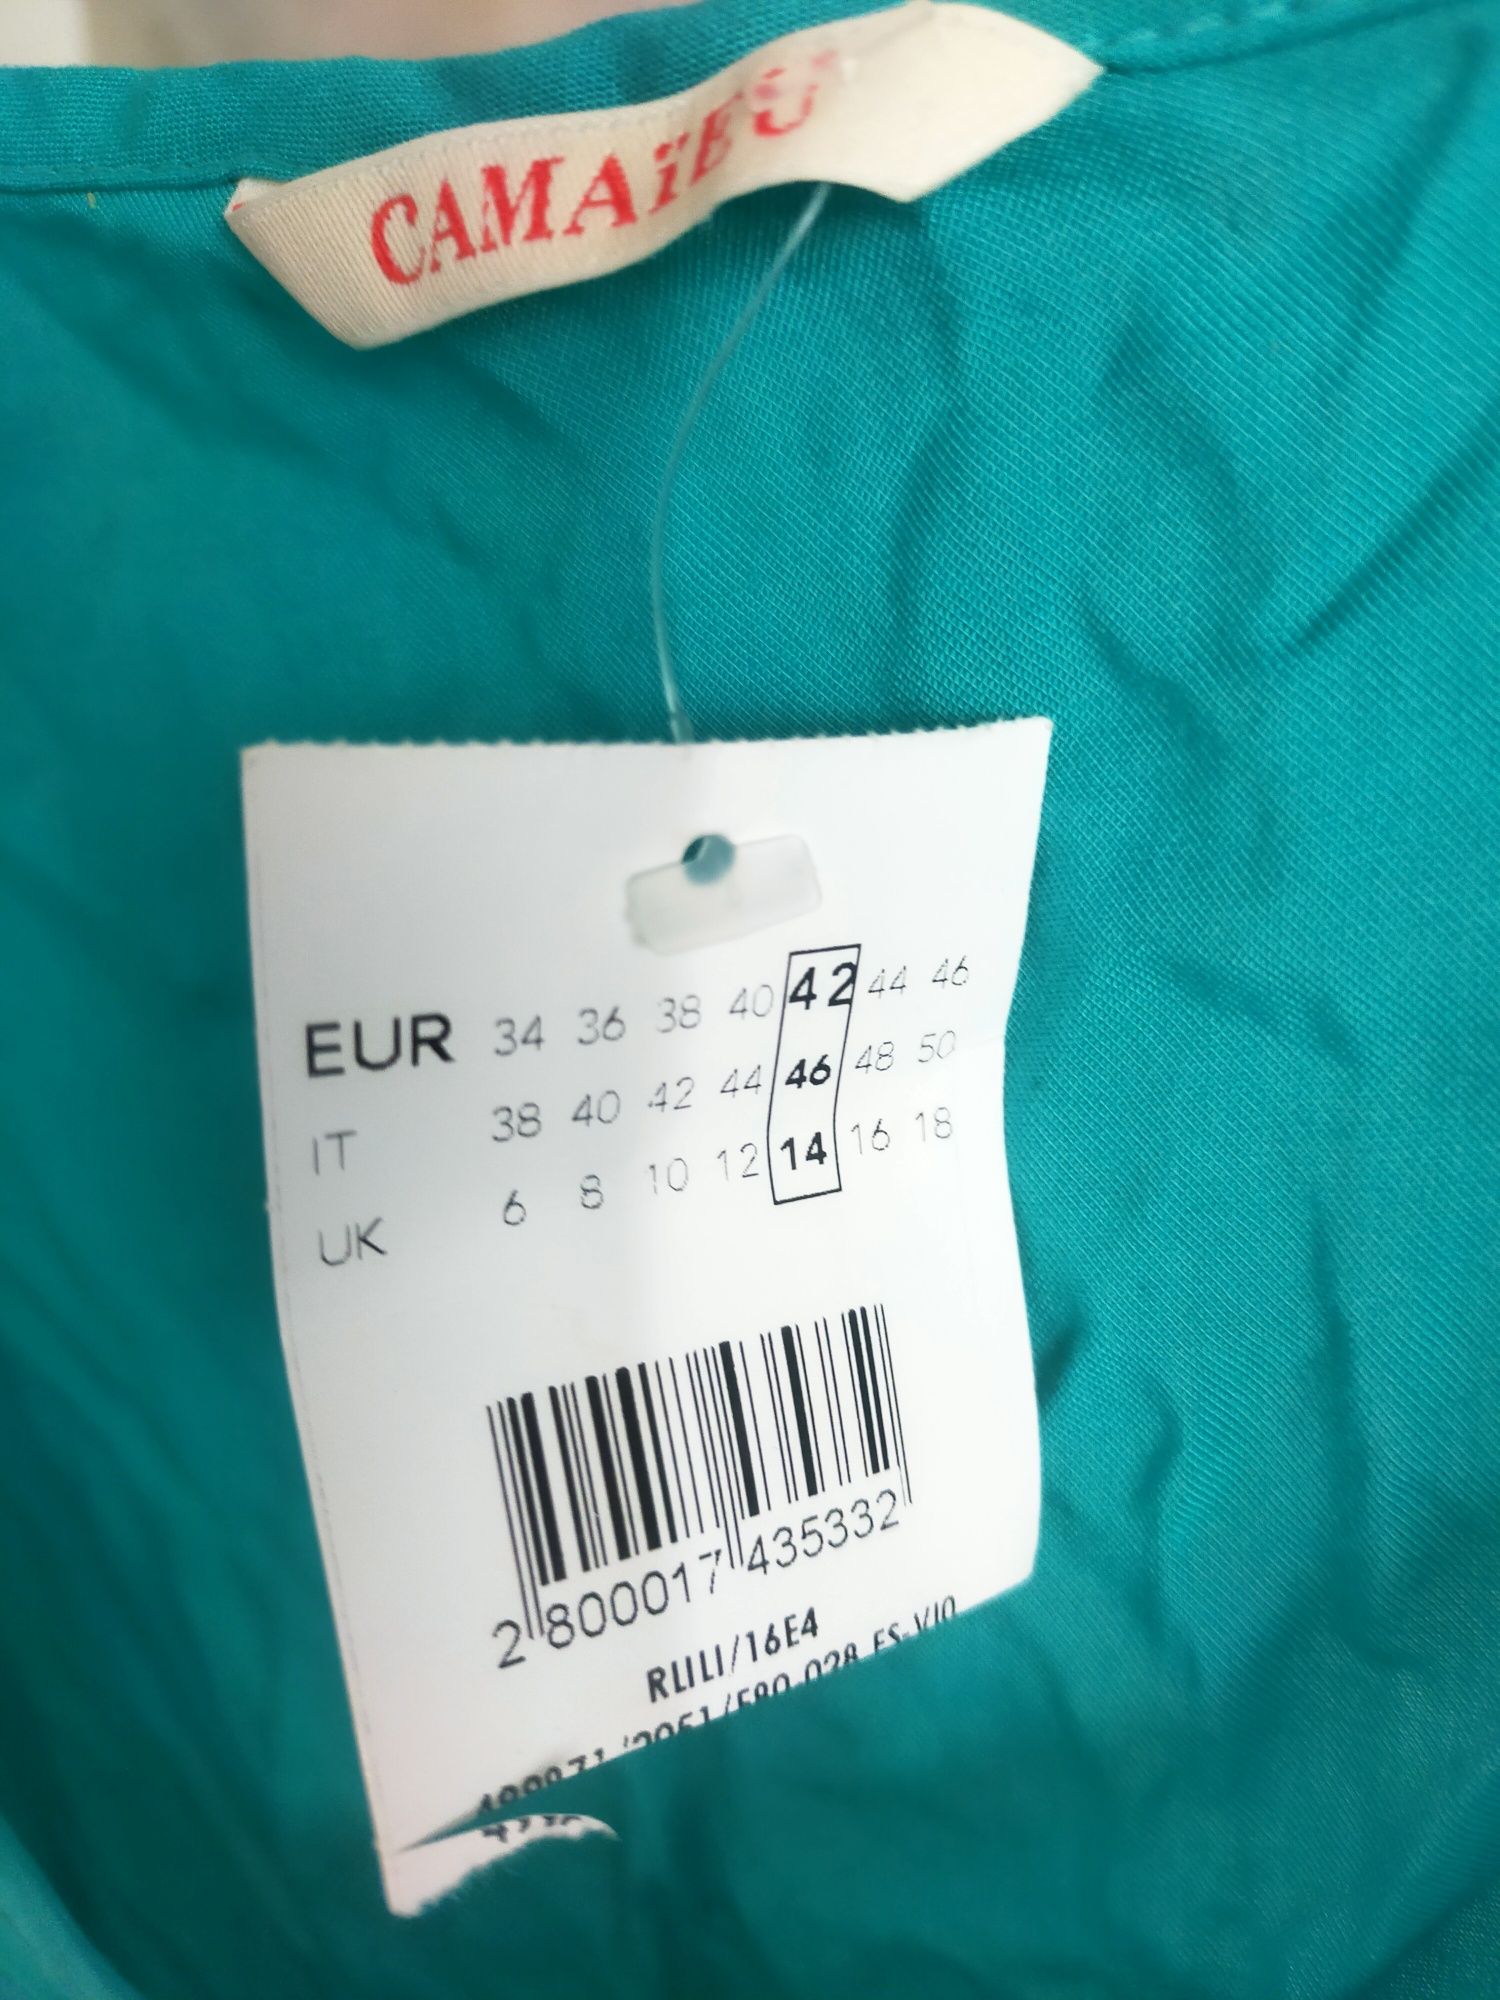 CAMAïEU
EUR 34 36 38 40 42 44 46
IT 38 40 42 44 46 48 50
UK 6 8 10 12 14 16 18
2 800017 435332
RLILI/16E4